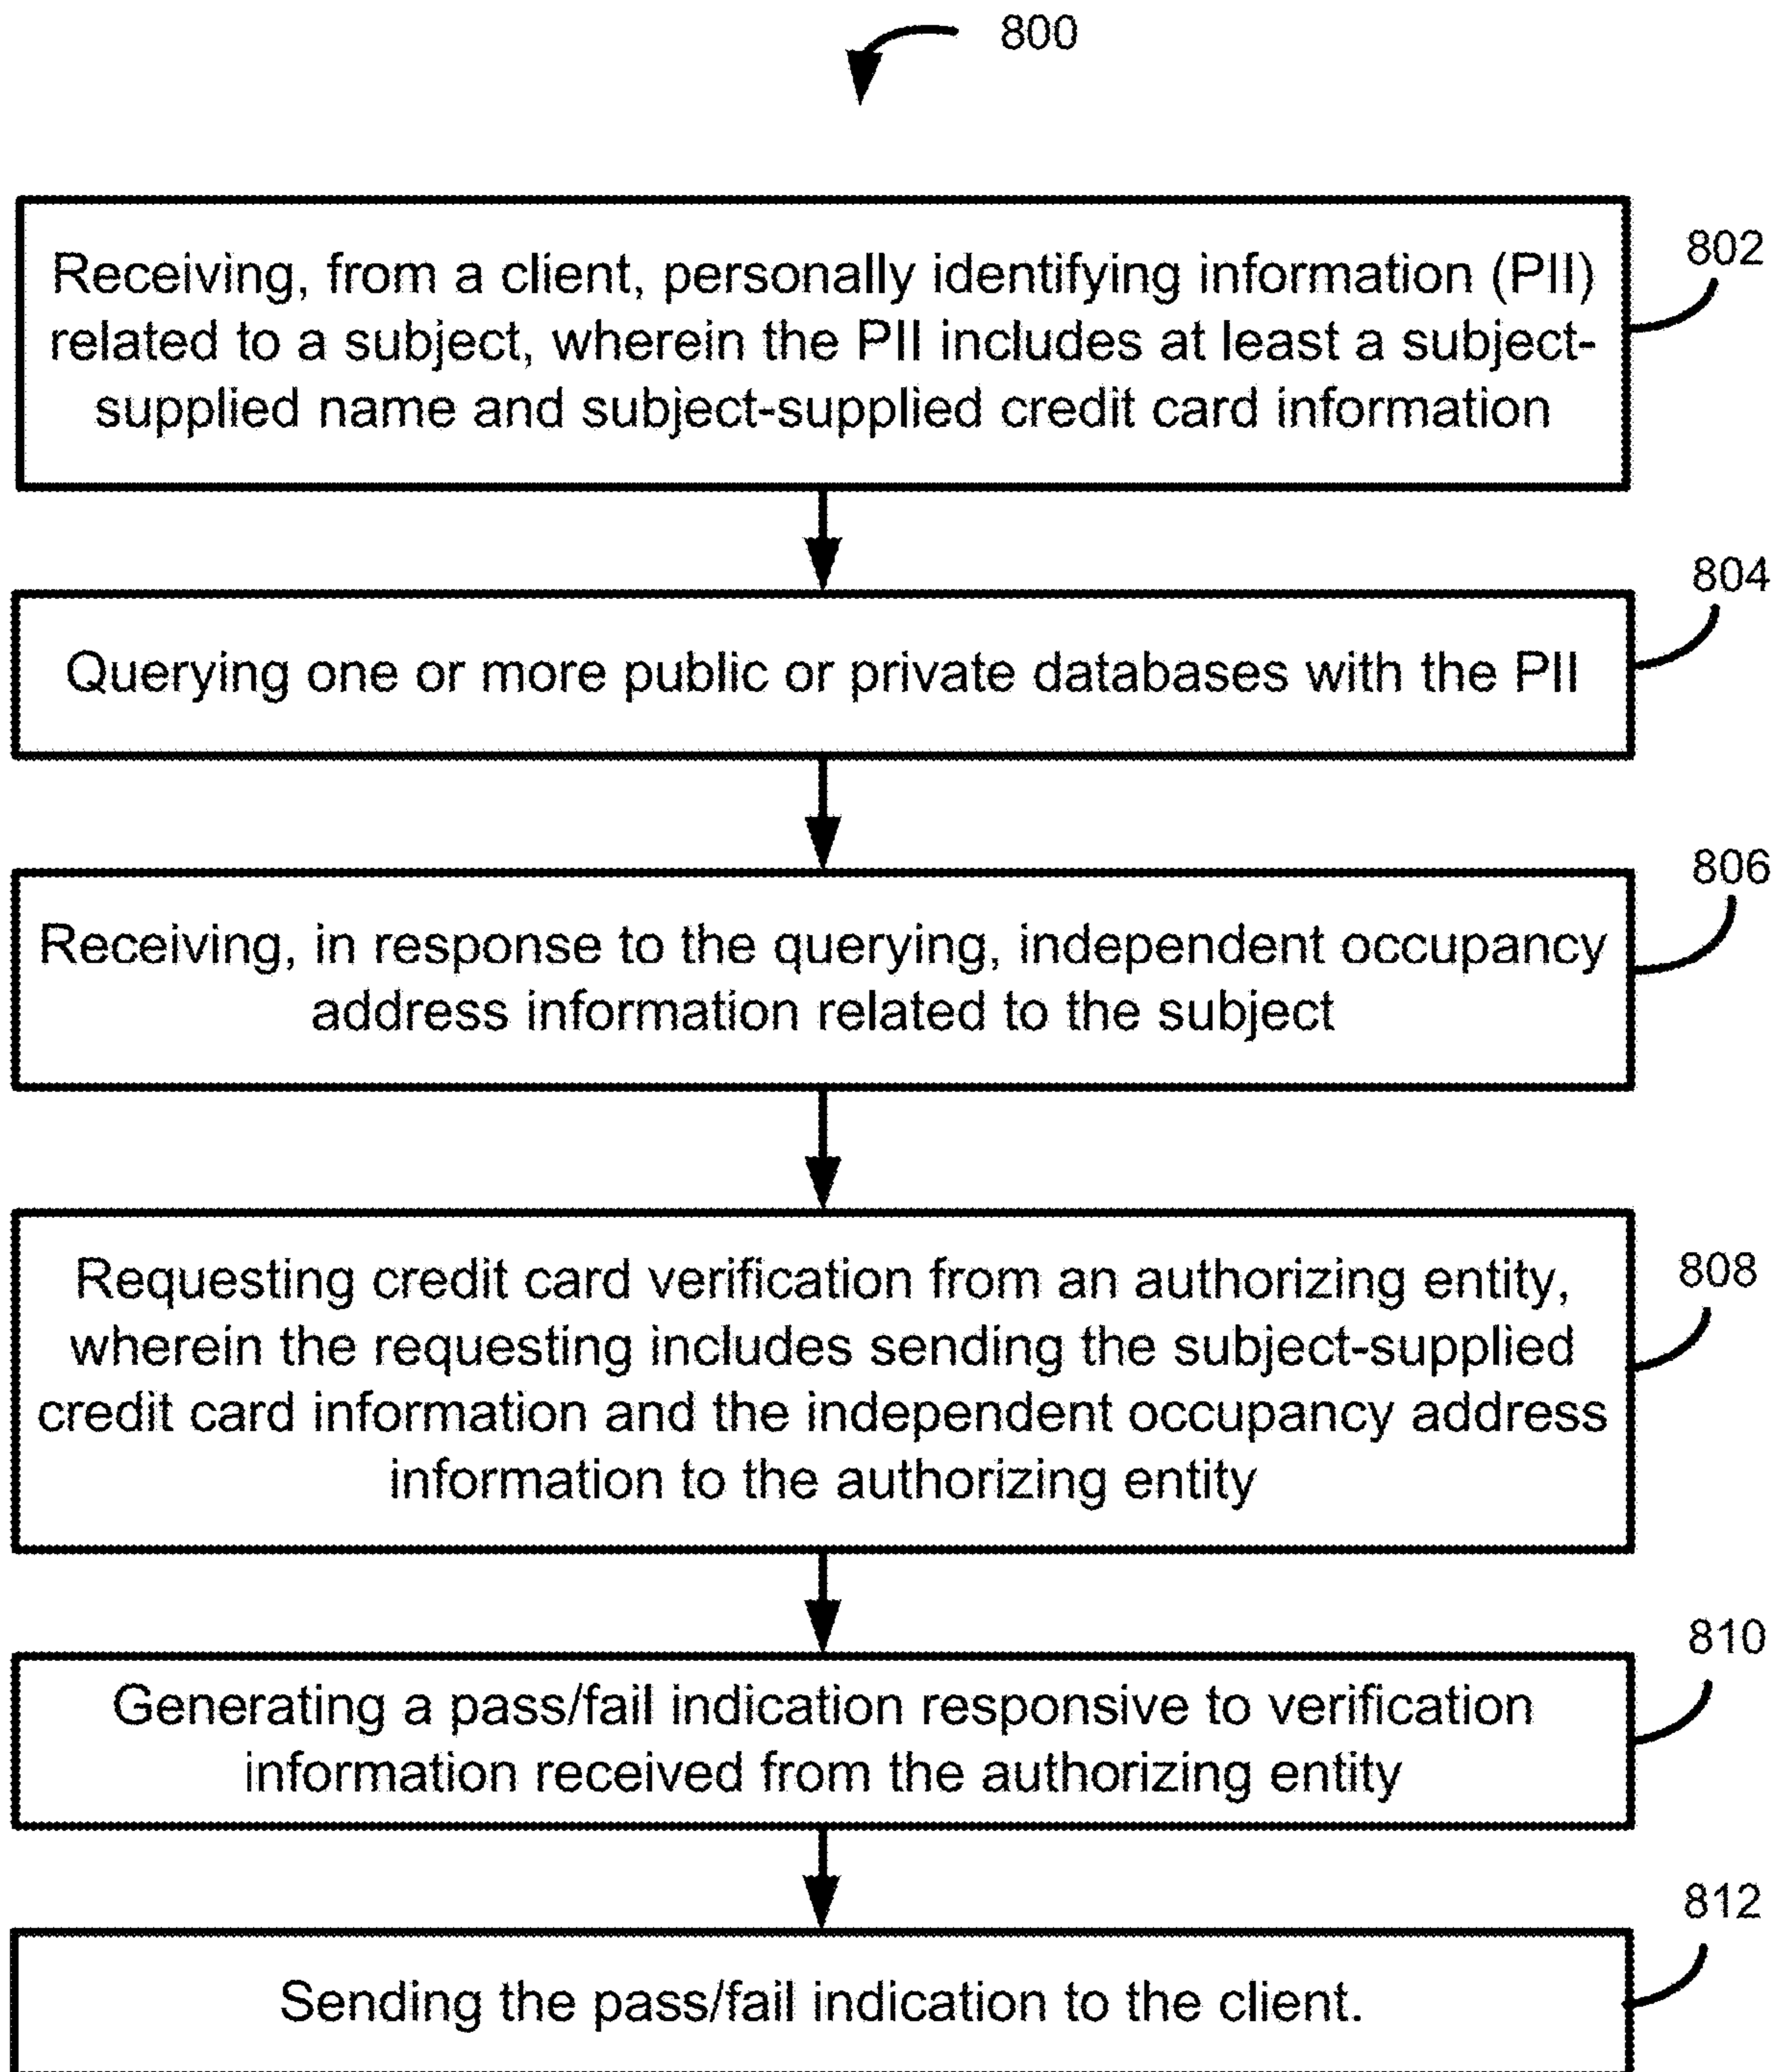 800
Receiving, from a client, personally identifying information (PII)
related to a subject, wherein the PII includes at least a subject-
supplied name and subject-supplied credit card information
802
Querying one or more public or private databases with the PII
804
Receiving, in response to the querying, independent occupancy
address information related to the subject
806
Requesting credit card verification from an authorizing entity,
wherein the requesting includes sending the subject-supplied
credit card information and the independent occupancy address
information to the authorizing entity
808
Generating a pass/fail indication responsive to verification
information received from the authorizing entity
810
Sending the pass/fail indication to the client.
812